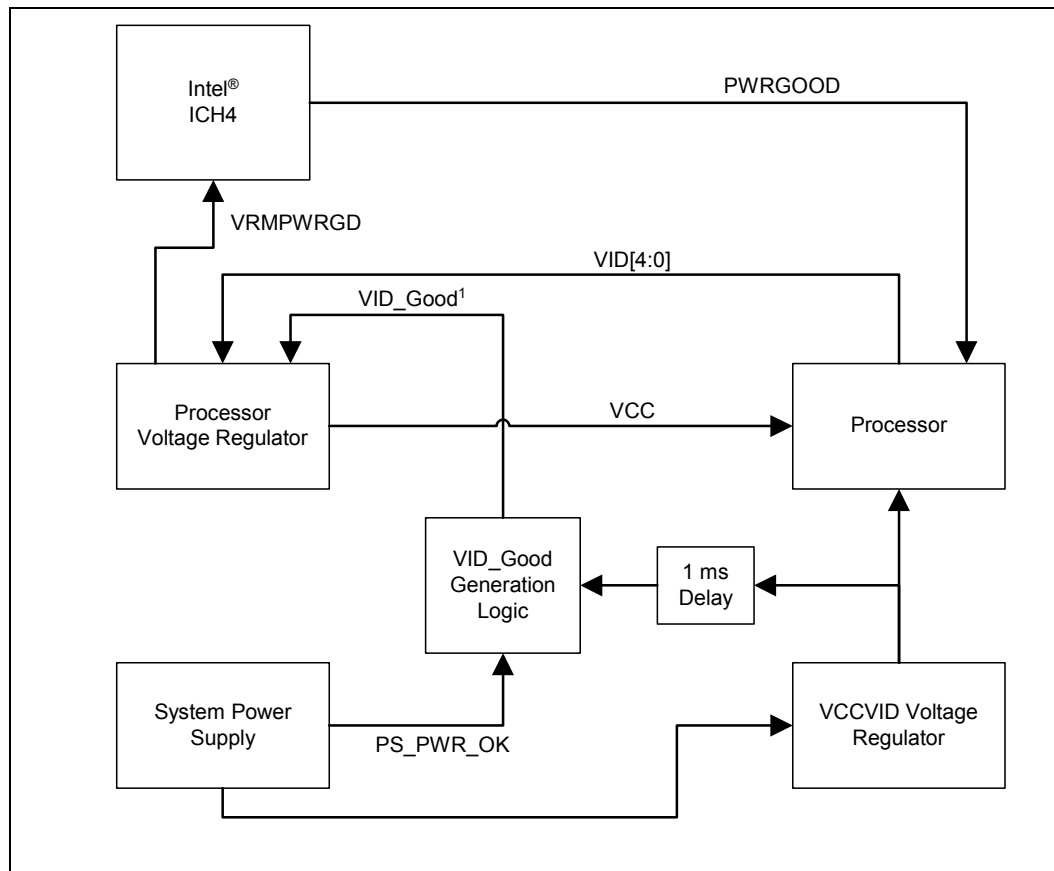 Intel®
ICH4
PWRGOOD
VRMPWRGD
VID[4:0]
VID_Good¹
Processor
Voltage Regulator
VCC
Processor
VID_Good
Generation
Logic
1 ms
Delay
System Power
Supply
PS_PWR_OK
VCCVID Voltage
Regulator